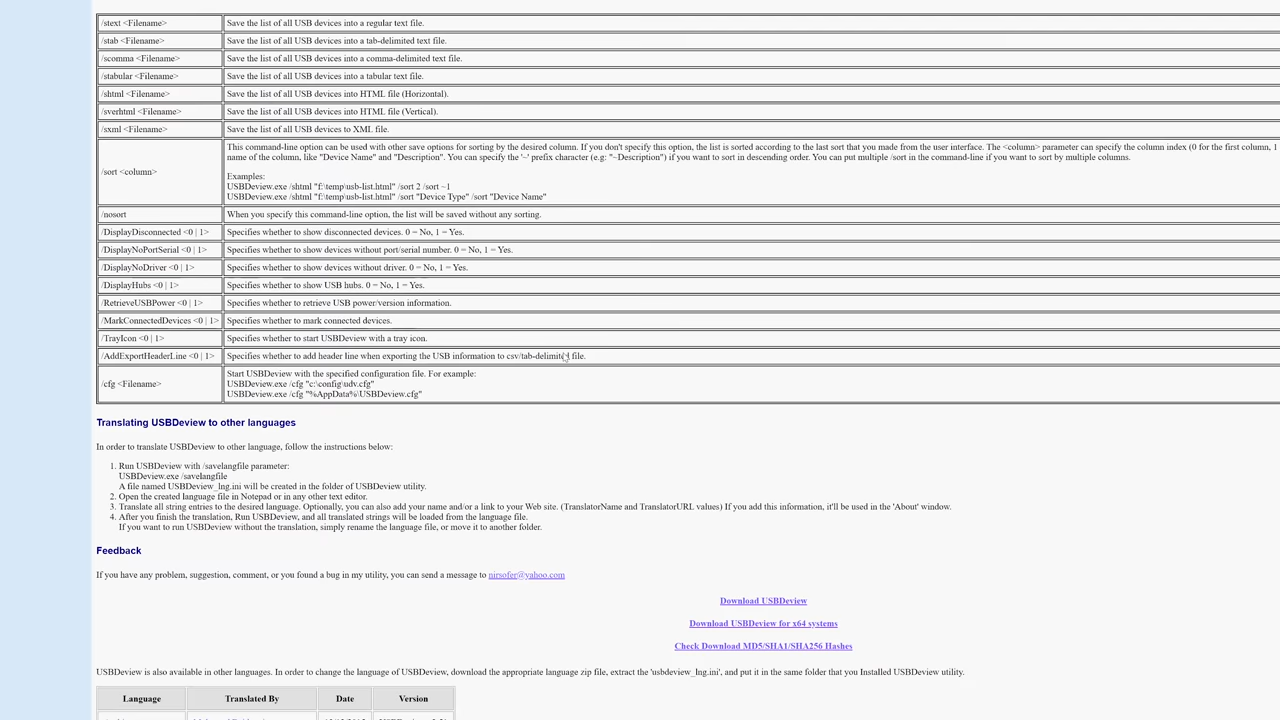 /stext <Filename> Save the list of all USB devices into a regular text file.
/stab <Filename> Save the list of all USB devices into a tab-delimited text file.
/scomma <Filename> Save the list of all USB devices into a comma-delimited text file.
/stabular <Filename> Save the list of all USB devices into a tabular text file.
/shtml <Filename> Save the list of all USB devices into HTML file (Horizontal).
/sverhtml <Filename> Save the list of all USB devices into HTML file (Vertical).
/sxml <Filename> Save the list of all USB devices to XML file.
/sort <column>
This command-line option can be used with other save options for sorting by the desired column. If you don't specify this option, the list is sorted according to the last sort that you made from the user interface. The <column> parameter can specify the column index (0 for the first column, 1
name of the column, like "Device Name" and "Description". You can specify the '~' prefix character (e.g: "~Description") if you want to sort in descending order. You can put multiple /sort in the command-line if you want to sort by multiple columns.
Examples:
USBDeview.exe /shtml "f:\temp\usb-list.html" /sort 2 /sort ~1
USBDeview.exe /shtml "f:\temp\usb-list.html" /sort "Device Type" /sort "Device Name"
/nosort When you specify this command-line option, the list will be saved without any sorting.
/DisplayDisconnected <0 | 1> Specifies whether to show disconnected devices. 0 = No, 1 = Yes.
/DisplayNoPortSerial <0 | 1> Specifies whether to show devices without port/serial number. 0 = No, 1 = Yes.
/DisplayNoDriver <0 | 1> Specifies whether to show devices without driver. 0 = No, 1 = Yes.
/DisplayHubs <0 | 1> Specifies whether to show USB hubs. 0 = No, 1 = Yes.
/RetrieveUSBPower <0 | 1> Specifies whether to retrieve USB power/version information.
/MarkConnectedDevices <0 | 1> Specifies whether to mark connected devices.
/TrayIcon <0 | 1> Specifies whether to start USBDeview with a tray icon.
/AddExportHeaderLine <0 | 1> Specifies whether to add header line when exporting the USB information to csv/tab-delimited file.
/cfg <Filename>
Start USBDeview with the specified configuration file. For example:
USBDeview.exe /cfg "c:\config\udv.cfg"
USBDeview.exe /cfg "%AppData%\USBDeview.cfg"
Translating USBDeview to other languages
In order to translate USBDeview to other language, follow the instructions below:
1. Run USBDeview with /savelangfile parameter:
USBDeview.exe /savelangfile
A file named USBDeview_lng.ini will be created in the folder of USBDeview utility.
2. Open the created language file in Notepad or in any other text editor.
3. Translate all string entries to the desired language. Optionally, you can also add your name and/or a link to your Web site. (TranslatorName and TranslatorURL values) If you add this information, it'll be used in the 'About' window.
4. After you finish the translation, Run USBDeview, and all translated strings will be loaded from the language file.
If you want to run USBDeview without the translation, simply rename the language file, or move it to another folder.
Feedback
If you have any problem, suggestion, comment, or you found a bug in my utility, you can send a message to nirsofer@yahoo.com
Download USBDeview
Download USBDeview for x64 systems
Check Download MD5/SHA1/SHA256 Hashes
USBDeview is also available in other languages. In order to change the language of USBDeview, download the appropriate language zip file, extract the 'usbdeview_lng.ini', and put it in the same folder that you Installed USBDeview utility.
Language Translated By Date Version